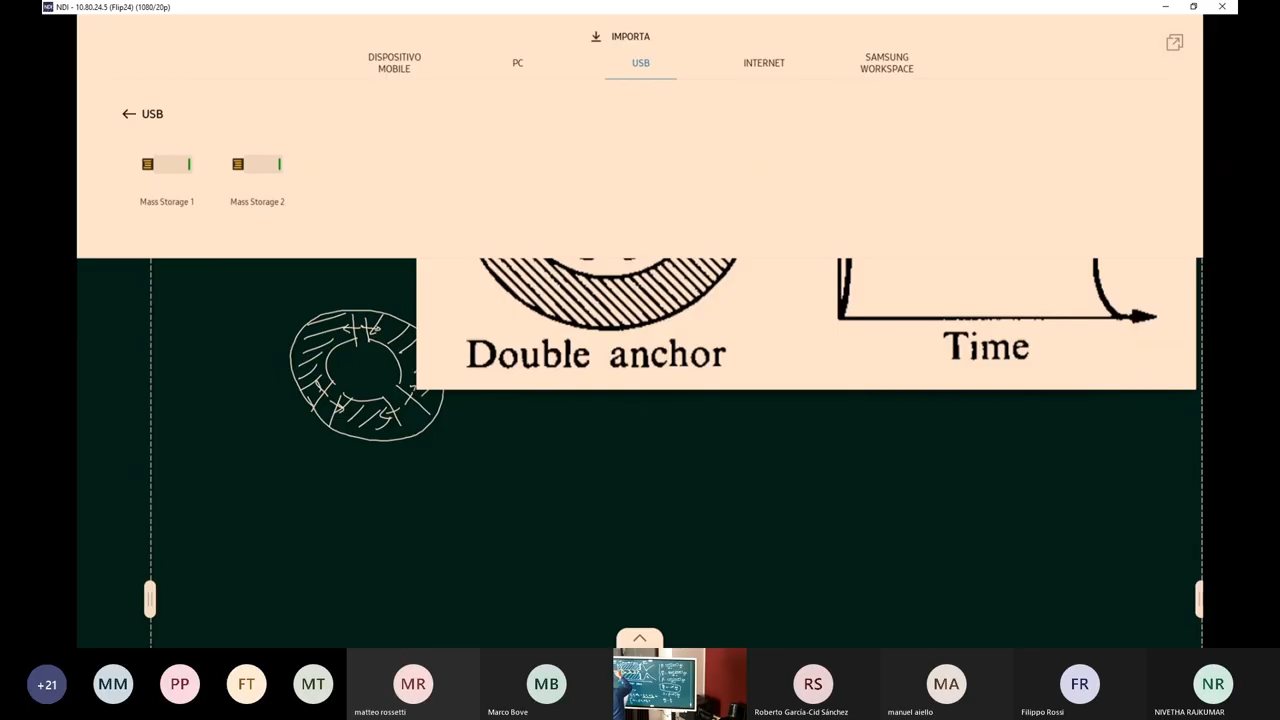 NDI - 10.80.24.5 (Flip24) (1080/20p)
IMPORTA
DISPOSITIVO
MOBILE
PC
USB
INTERNET
SAMSUNG
WORKSPACE
USB
Mass Storage 1
Mass Storage 2
Double anchor
Time
+21
MM
PP
FT
MT
MR
MB
RS
MA
FR
NR
matteo rossetti
Marco Bove
Roberto García-Cid Sánchez
manuel aiello
Filippo Rossi
NIVETHA RAJKUMAR